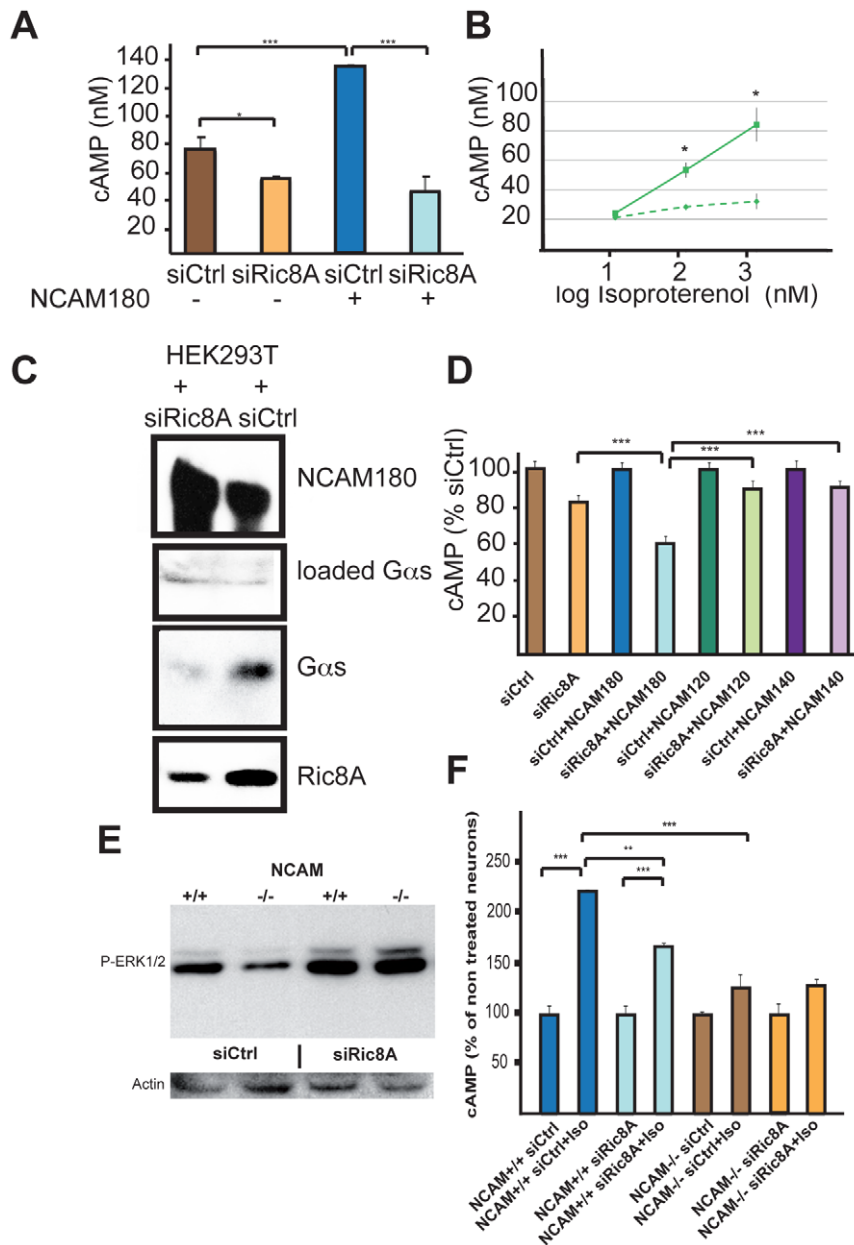 A
cAMP (nM)
140
120
100
80
60
40
20
***
***
*
siCtrl siRic8A siCtrl siRic8A
NCAM180 - - + +
B
cAMP (nM)
100
80
60
40
20
*
*
1 2 3
log Isoproterenol (nM)
C
HEK293T
+ +
siRic8A siCtrl
NCAM180
loaded Gαs
Gαs
Ric8A
D
cAMP (% siCtrl)
100
80
60
40
20
***
***
***
siCtrl
siRic8A
siCtrl+NCAM180
siRic8A+NCAM180
siCtrl+NCAM120
siRic8A+NCAM120
siCtrl+NCAM140
siRic8A+NCAM140
E
NCAM
+/+ -/- +/+ -/-
P-ERK1/2
siCtrl | siRic8A
Actin
F
cAMP (% of non treated neurons)
250
200
150
100
50
***
***
**
***
NCAM+/+ siCtrl
NCAM+/+ siCtrl+Iso
NCAM+/+ siRic8A
NCAM+/+ siRic8A+Iso
NCAM-/- siCtrl
NCAM-/- siCtrl+Iso
NCAM-/- siRic8A
NCAM-/- siRic8A+Iso